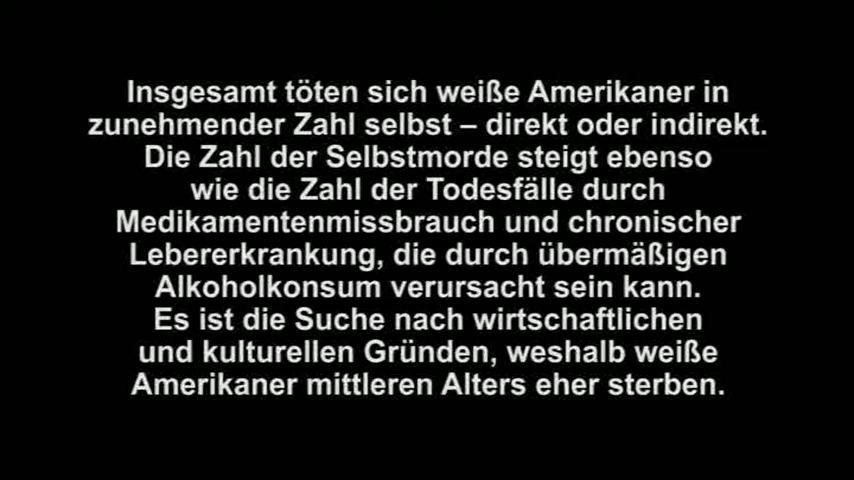 Insgesamt töten sich weiße Amerikaner in
zunehmender Zahl selbst – direkt oder indirekt.
Die Zahl der Selbstmorde steigt ebenso
wie die Zahl der Todesfälle durch
Medikamentenmissbrauch und chronischer
Lebererkrankung, die durch übermäßigen
Alkoholkonsum verursacht sein kann.
Es ist die Suche nach wirtschaftlichen
und kulturellen Gründen, weshalb weiße
Amerikaner mittleren Alters eher sterben.